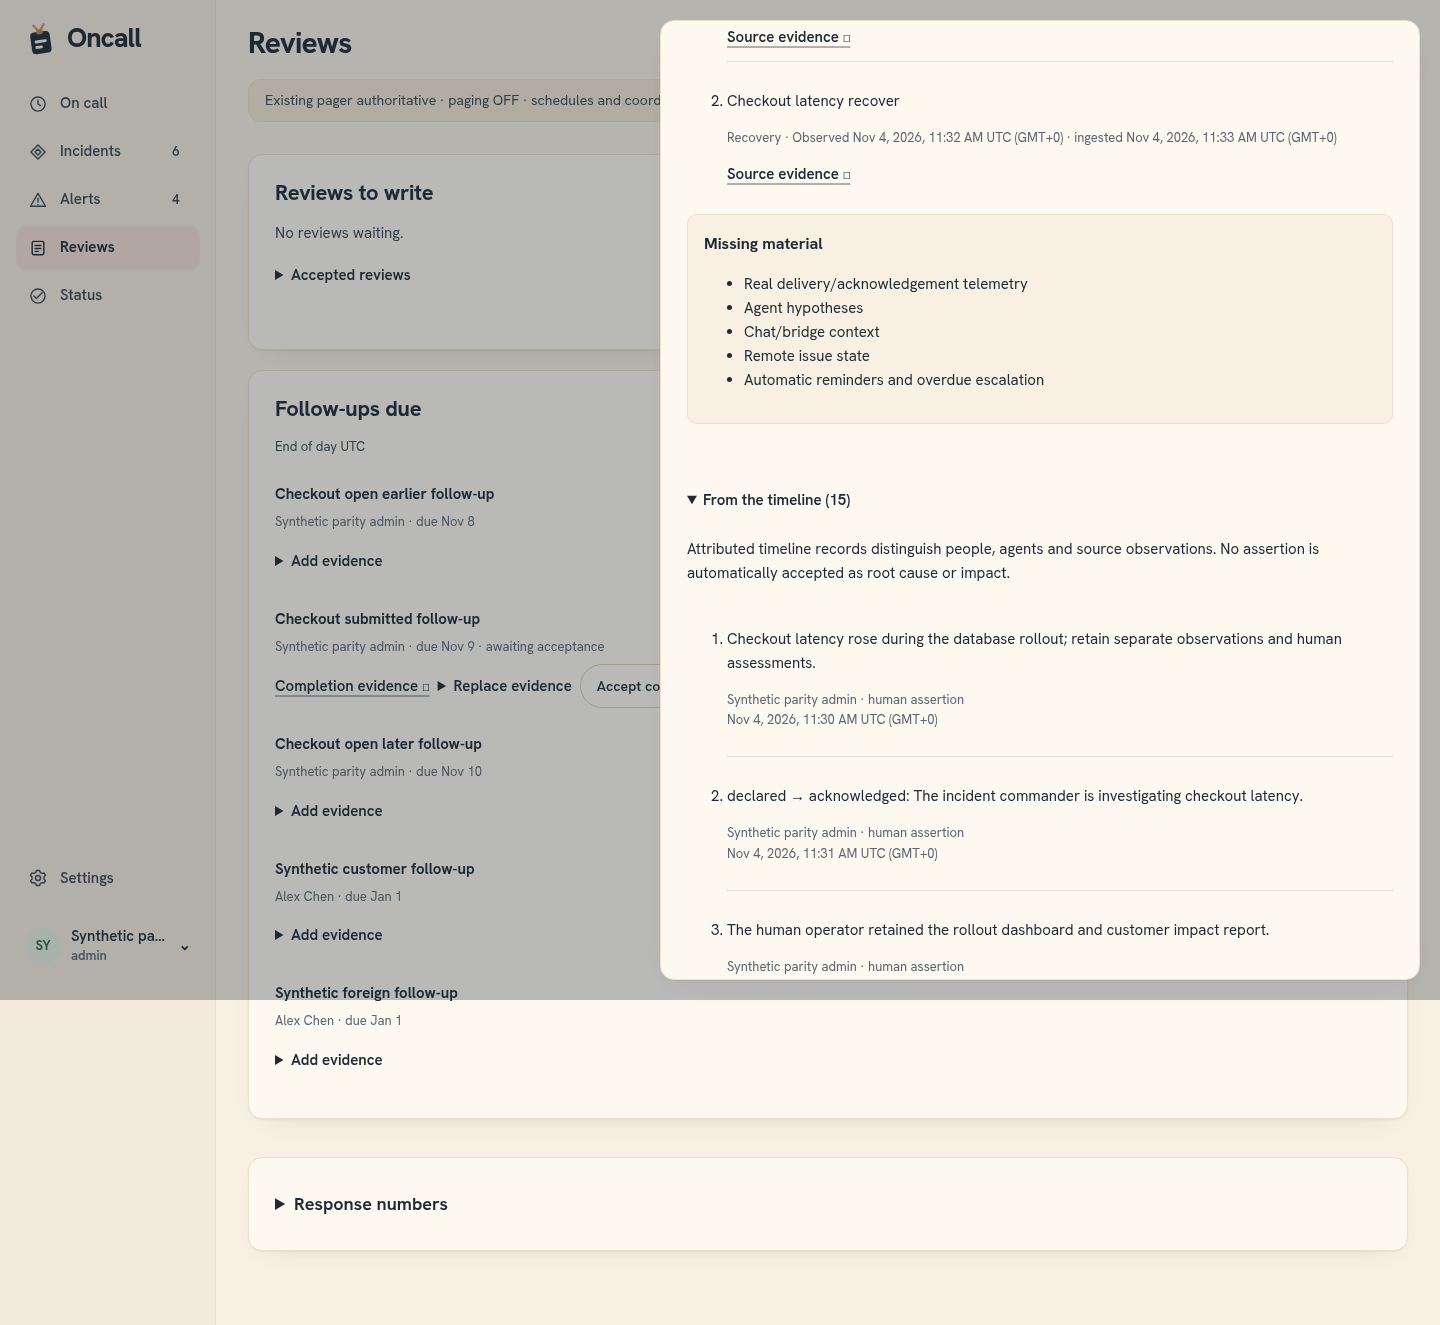 Oncall
On call
Incidents 6
Alerts 4
Reviews
Status
Settings
SY
Synthetic pa...
admin
Reviews
Existing pager authoritative · paging OFF · schedules and coord
Reviews to write
No reviews waiting.
Accepted reviews
Follow-ups due
End of day UTC
Checkout open earlier follow-up
Synthetic parity admin · due Nov 8
Add evidence
Checkout submitted follow-up
Synthetic parity admin · due Nov 9 · awaiting acceptance
Completion evidence Replace evidence Accept co
Checkout open later follow-up
Synthetic parity admin · due Nov 10
Add evidence
Synthetic customer follow-up
Alex Chen · due Jan 1
Add evidence
Synthetic foreign follow-up
Alex Chen · due Jan 1
Add evidence
Response numbers
Source evidence
2. Checkout latency recover
Recovery · Observed Nov 4, 2026, 11:32 AM UTC (GMT+0) · ingested Nov 4, 2026, 11:33 AM UTC (GMT+0)
Source evidence
Missing material
• Real delivery/acknowledgement telemetry
• Agent hypotheses
• Chat/bridge context
• Remote issue state
• Automatic reminders and overdue escalation
From the timeline (15)
Attributed timeline records distinguish people, agents and source observations. No assertion is
automatically accepted as root cause or impact.
1. Checkout latency rose during the database rollout; retain separate observations and human
assessments.
Synthetic parity admin · human assertion
Nov 4, 2026, 11:30 AM UTC (GMT+0)
2. declared → acknowledged: The incident commander is investigating checkout latency.
Synthetic parity admin · human assertion
Nov 4, 2026, 11:31 AM UTC (GMT+0)
3. The human operator retained the rollout dashboard and customer impact report.
Synthetic parity admin · human assertion